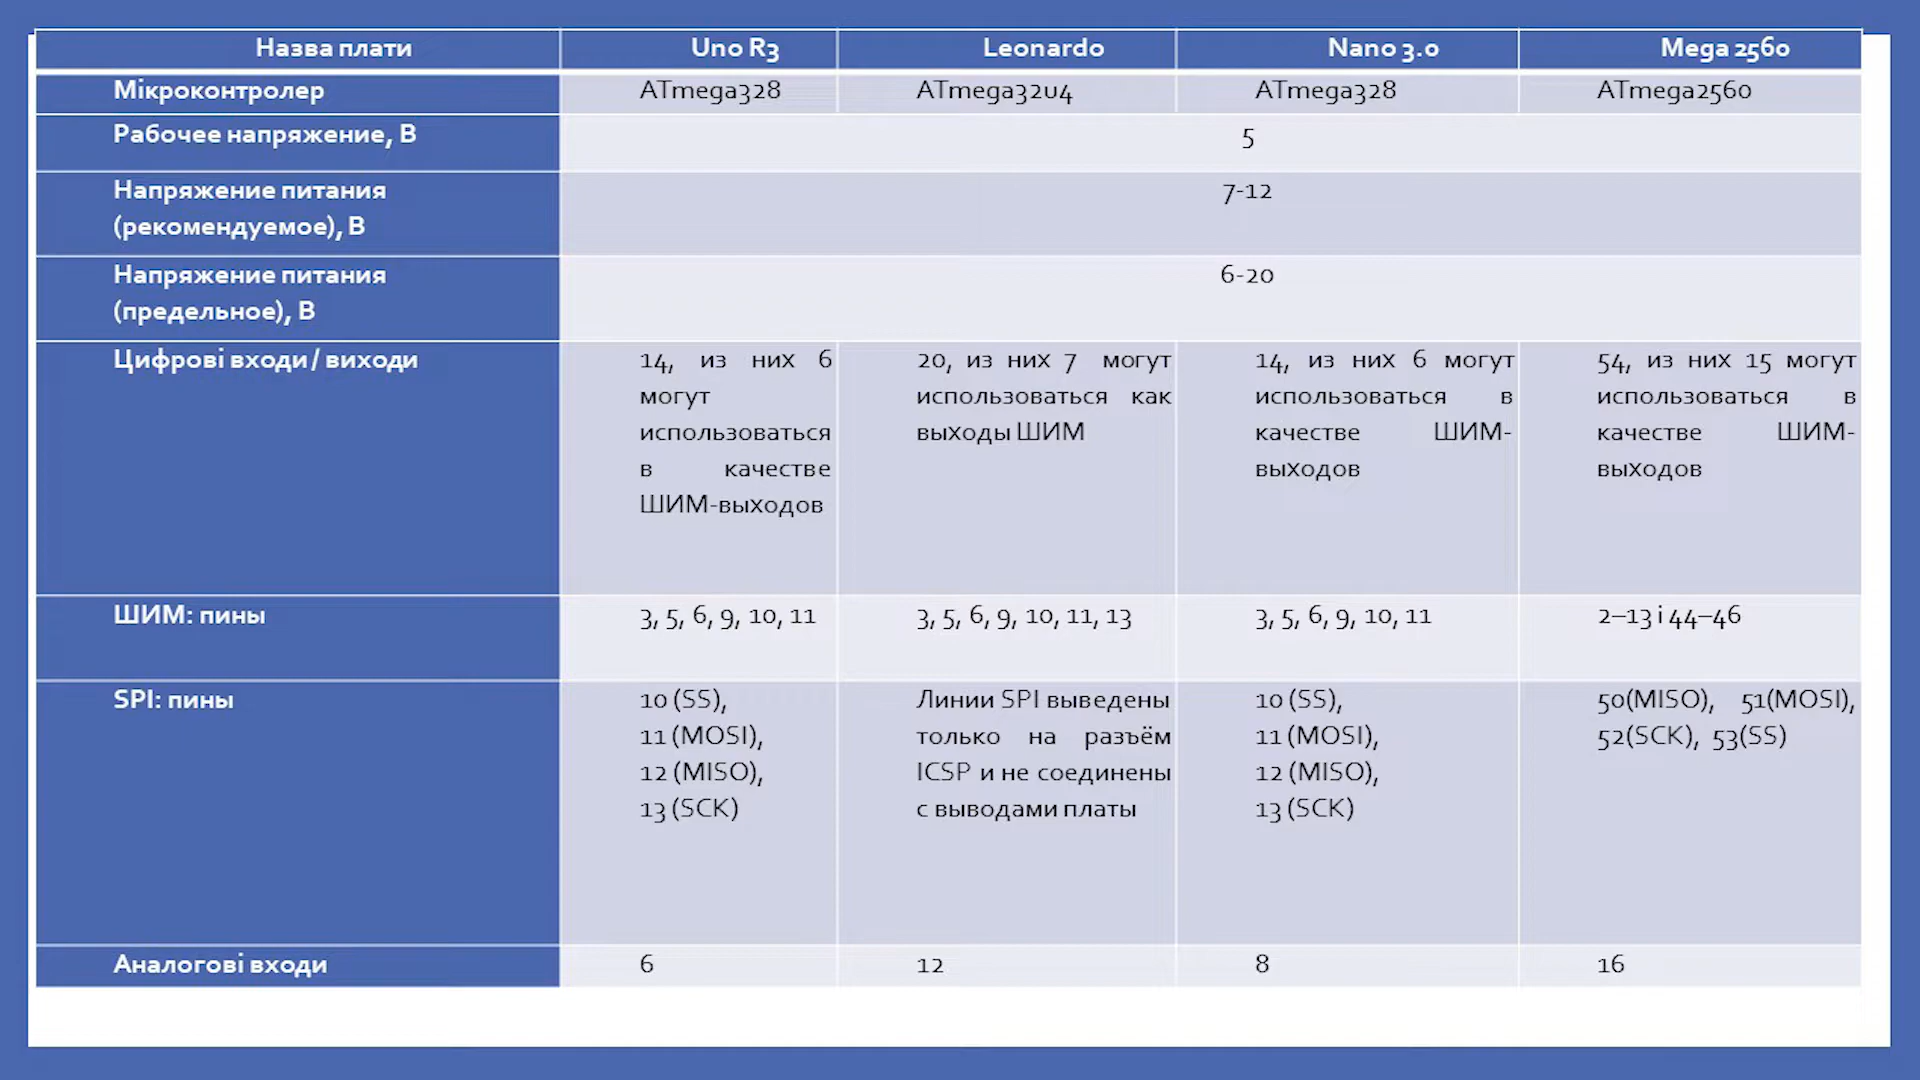 Назва плати Uno R3 Leonardo Nano 3.0 Mega 2560
Мікроконтролер ATmega328 ATmega32u4 ATmega328 ATmega2560
Рабочее напряжение, В 5
Напряжение питания
(рекомендуемое), В
7-12
Напряжение питания
(предельное), В
6-20
Цифрові входи / виходи
14, из них 6
могут
использоваться
в качестве
ШИМ-выходов
20, из них 7 могут
использоваться как
выходы ШИМ
14, из них 6 могут
использоваться в
качестве ШИМ-
выходов
54, из них 15 могут
использоваться в
качестве ШИМ-
выходов
ШИМ: пины 3, 5, 6, 9, 10, 11 3, 5, 6, 9, 10, 11, 13 3, 5, 6, 9, 10, 11 2–13 і 44–46
SPI: пины
10 (SS),
11 (MOSI),
12 (MISO),
13 (SCK)
Линии SPI выведены
только на разъём
ICSP и не соединены
с выводами платы
10 (SS),
11 (MOSI),
12 (MISO),
13 (SCK)
50(MISO), 51(MOSI),
52(SCK), 53(SS)
Аналогові входи 6 12 8 16